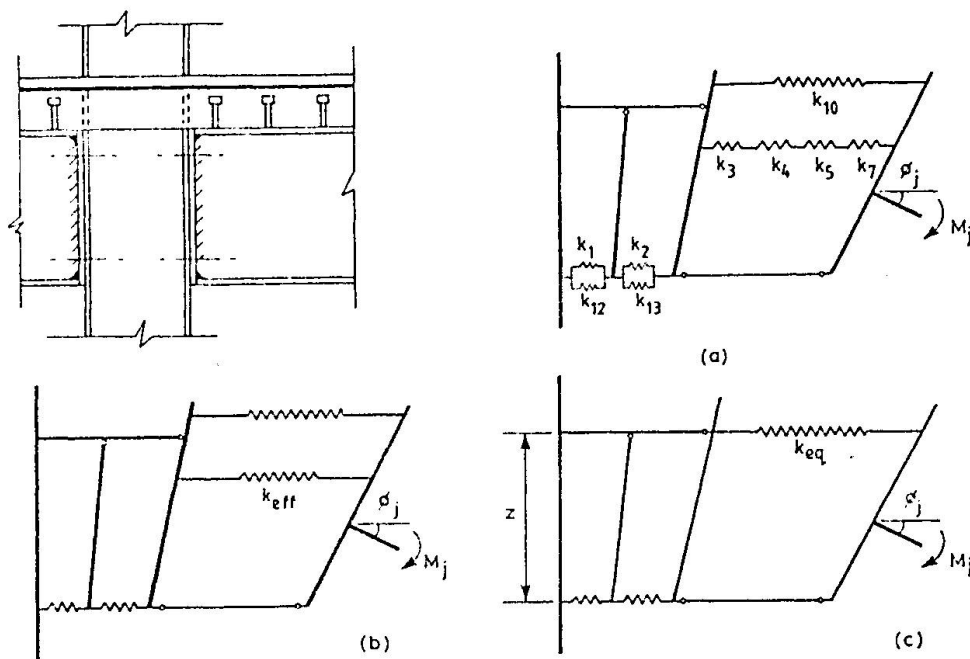 k10
k3 k4 k5 k7
ϕj
Mj
k1 k2
k12 k13
(a)
keff
ϕj
Mj
(b)
keq
z
ϕj
Mj
(c)